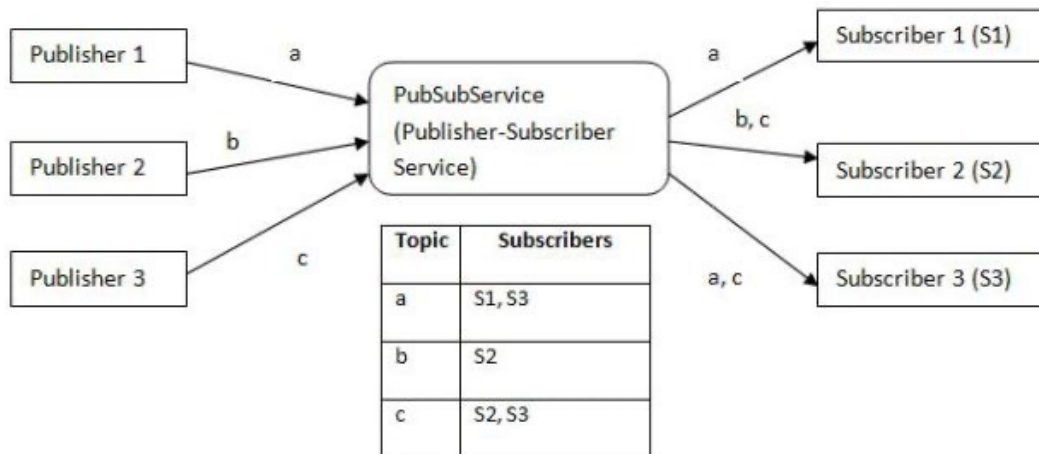 Publisher 1
a
PubSubService
(Publisher-Subscriber
Service)
a
Subscriber 1 (S1)
Publisher 2
b
b, c
Subscriber 2 (S2)
Publisher 3
c
a, c
Subscriber 3 (S3)
Topic Subscribers
a S1, S3
b S2
c S2, S3